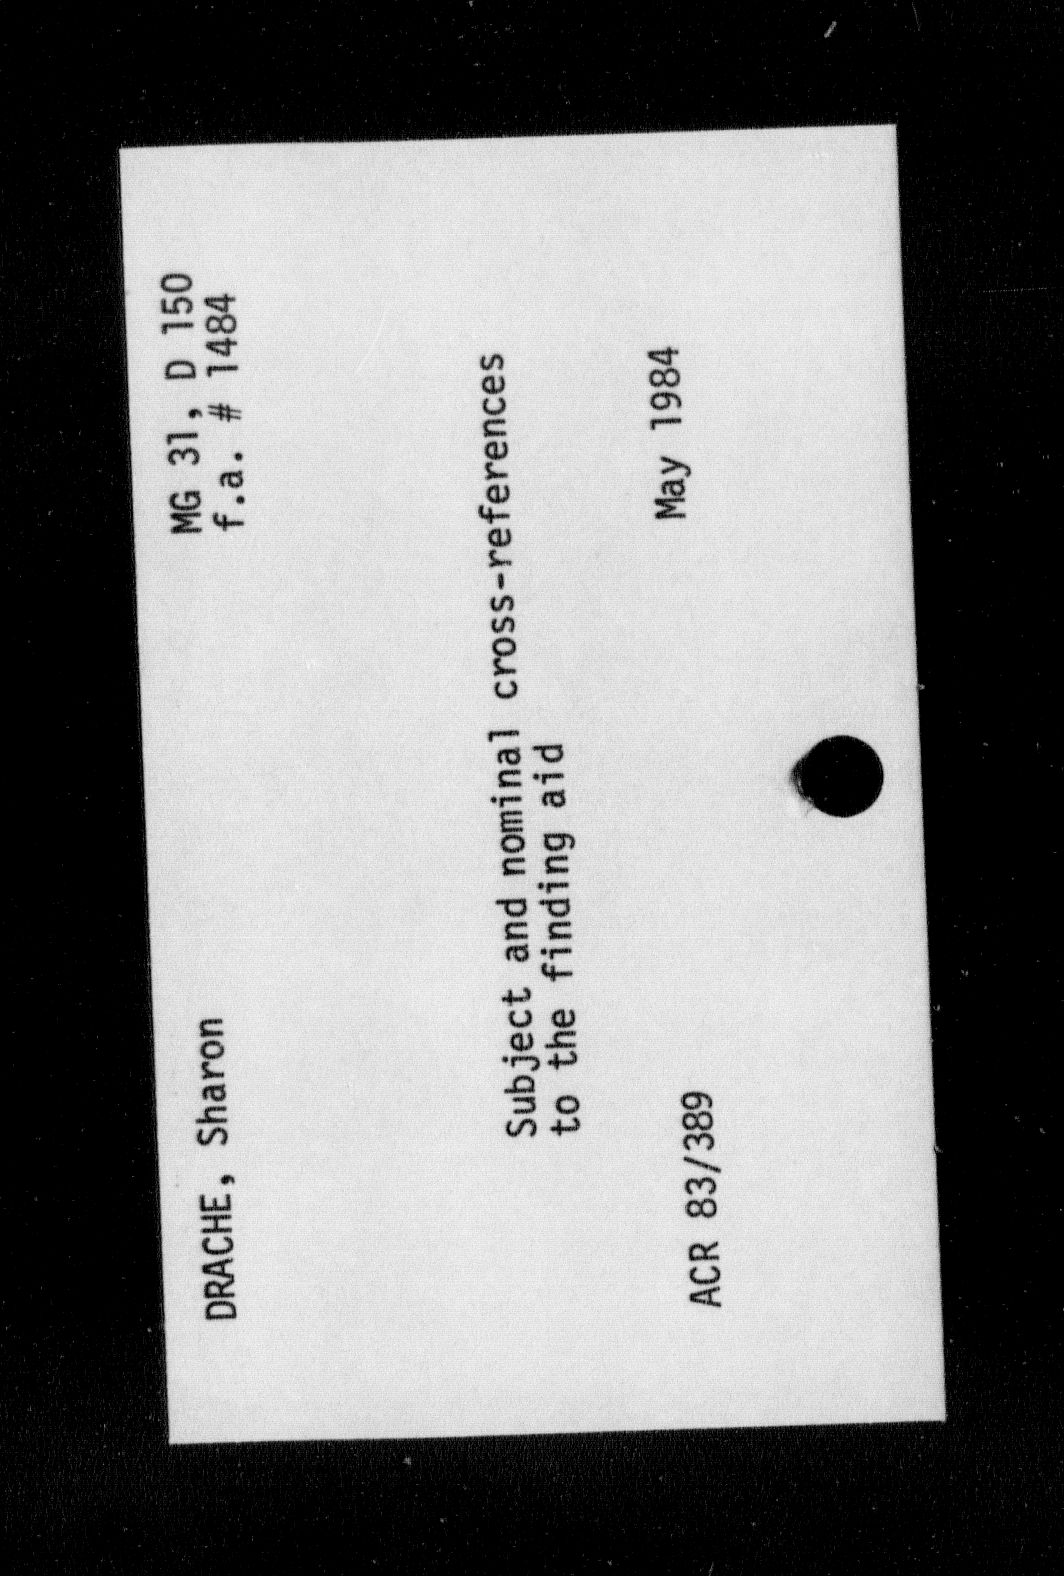 DRACHE, Sharon MG 31, D 150
f.a. # 1484
Subject and nominal cross-references
to the finding aid
ACR 83/389 May 1984